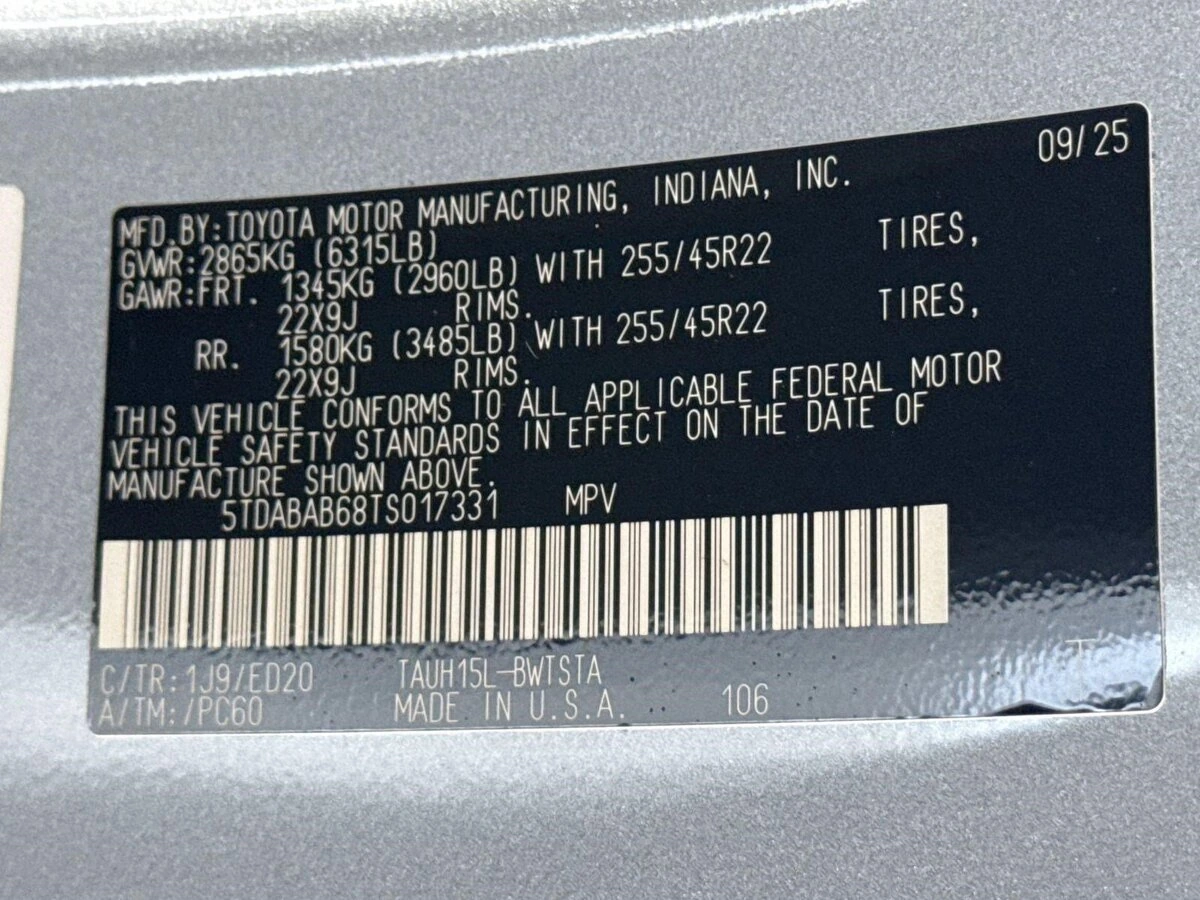 09/25
MFD.BY:TOYOTA MOTOR MANUFACTURING, INDIANA, INC.
GVWR:2865KG (6315LB)
GAWR:FRT. 1345KG (2960LB) WITH 255/45R22 TIRES,
22X9J RIMS.
RR. 1580KG (3485LB) WITH 255/45R22 TIRES,
22X9J RIMS.
THIS VEHICLE CONFORMS TO ALL APPLICABLE FEDERAL MOTOR
VEHICLE SAFETY STANDARDS IN EFFECT ON THE DATE OF
MANUFACTURE SHOWN ABOVE.
5TDABAB68TS017331 MPV
C/TR:1J9/ED20 TAUH15L-BWTSTA T
A/TM:/PC60 MADE IN U.S.A. 106